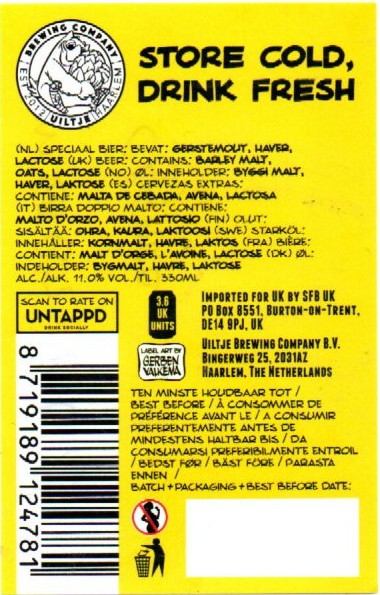 BREWING COMPANY
EST 2012 UILTJE HAARLEM
STORE COLD,
DRINK FRESH
(NL) SPECIAAL BIER: BEVAT: GERSTEMOUT, HAVER,
LACTOSE (UK) BEER: CONTAINS: BARLEY MALT,
OATS, LACTOSE (NO) ØL: INNEHOLDER: BYGGI MALT,
HAVER, LAKTOSE (ES) CERVEZAS EXTRAS:
CONTIENE: MALTA DE CEBADA, AVENA, LACTOSA
(IT) BIRRA DOPPIO MALTO: CONTIENE:
MALTO D'ORZO, AVENA, LATTOSIO (FIN) OLUT:
SISÄLTÄÄ: OHRA, KAURA, LAKTOOSI (SWE) STARKÖL:
INNEHÅLLER: KORNMALT, HAVRE, LAKTOS (FRA) BIÈRE:
CONTIENT: MALT D'ORGE, L'AVOINE, LACTOSE (DK) ØL:
INDEHOLDER: BYGMALT, HAVRE, LAKTOSE
ALC./ALK. 11.0% VOL./TIL. 330ML
SCAN TO RATE ON
UNTAPPD
DRINK SOCIALLY
3.6
UK
UNITS
IMPORTED FOR UK BY SFB UK
PO BOX 8551, BURTON-ON-TRENT,
DE14 9PJ, UK
LABEL ART BY
GERBEN
VALKEMA
UILTJE BREWING COMPANY B.V.
BINGERWEG 25, 2031AZ
HAARLEM, THE NETHERLANDS
TEN MINSTE HOUDBAAR TOT /
BEST BEFORE / À CONSOMMER DE
PRÉFÉRENCE AVANT LE / A CONSUMIR
PREFERENTEMENTE ANTES DE
MINDESTENS HALTBAR BIS / DA
CONSUMARSI PREFERIBILMENTE ENTROIL
/ BEDST FØR / BÄST FÖRE / PARASTA
ENNEN /
BATCH + PACKAGING + BEST BEFORE DATE:
8 719189 124781